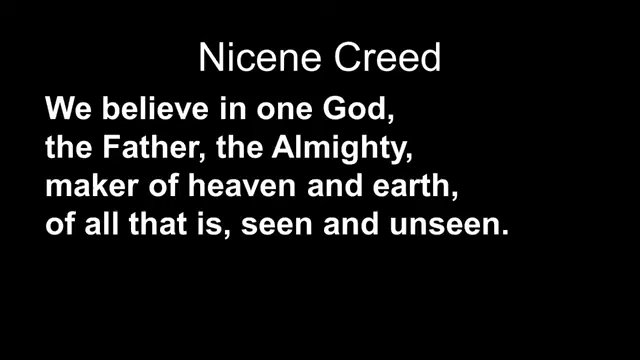 Nicene Creed
We believe in one God,
the Father, the Almighty,
maker of heaven and earth,
of all that is, seen and unseen.